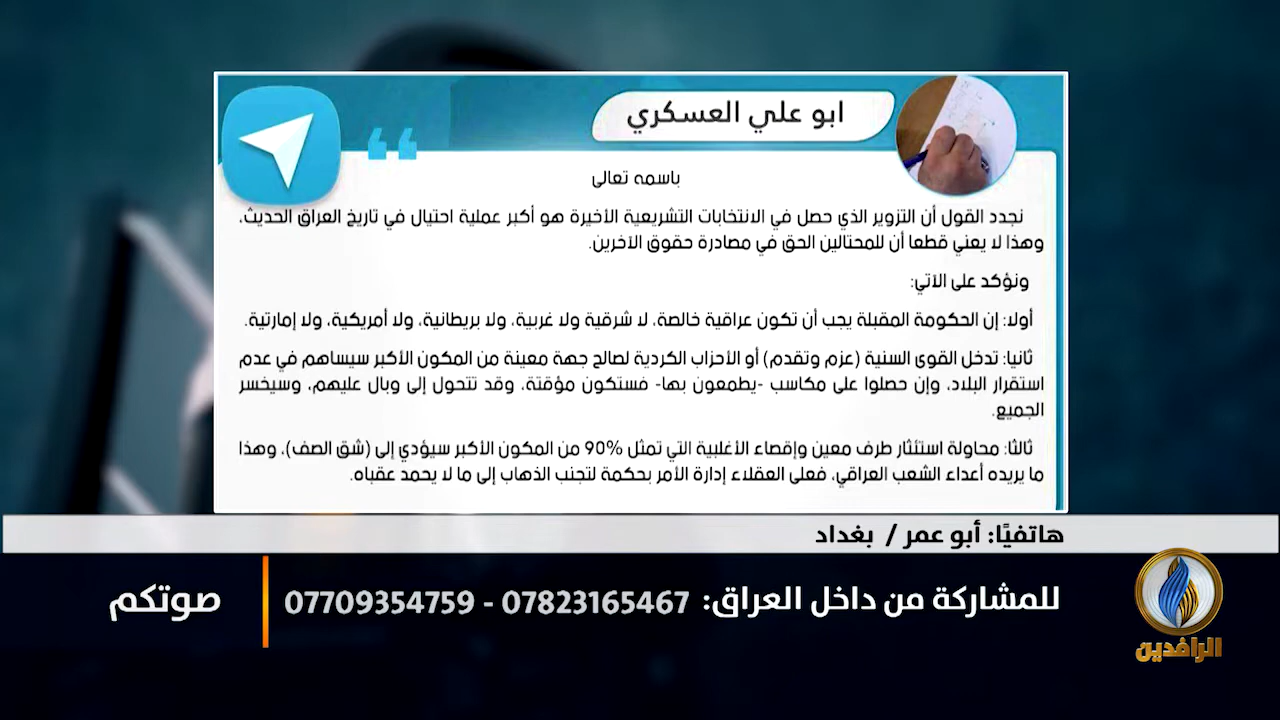 ابو علي العسكري
باسمه تعالى
نجدد القول أن التزوير الذي حصل في الانتخابات التشريعية الأخيرة هو أكبر عملية احتيال في تاريخ العراق الحديث،
وهذا لا يعني قطعا أن للمحتالين الحق في مصادرة حقوق الآخرين.
ونؤكد على الآتي:
أولا: إن الحكومة المقبلة يجب أن تكون عراقية خالصة، لا شرقية ولا غربية، ولا بريطانية، ولا أمريكية، ولا إمارتية.
ثانيا: تدخل القوى السنية (عزم وتقدم) أو الأحزاب الكردية لصالح جهة معينة من المكون الأكبر سيساهم في عدم
استقرار البلاد، وإن حصلوا على مكاسب -يطمعون بها- فستكون مؤقتة، وقد تتحول إلى وبال عليهم، وسيخسر
الجميع.
ثالثا: محاولة استئثار طرف معين وإقصاء الأغلبية التي تمثل 90% من المكون الأكبر سيؤدي إلى (شق الصف)، وهذا
ما يريده أعداء الشعب العراقي، فعلى العقلاء إدارة الأمر بحكمة لتجنب الذهاب إلى ما لا يحمد عقباه.
هاتفيًا: أبو عمر / بغداد
للمشاركة من داخل العراق: 07823165467 - 07709354759
صوتكم
الرافدين